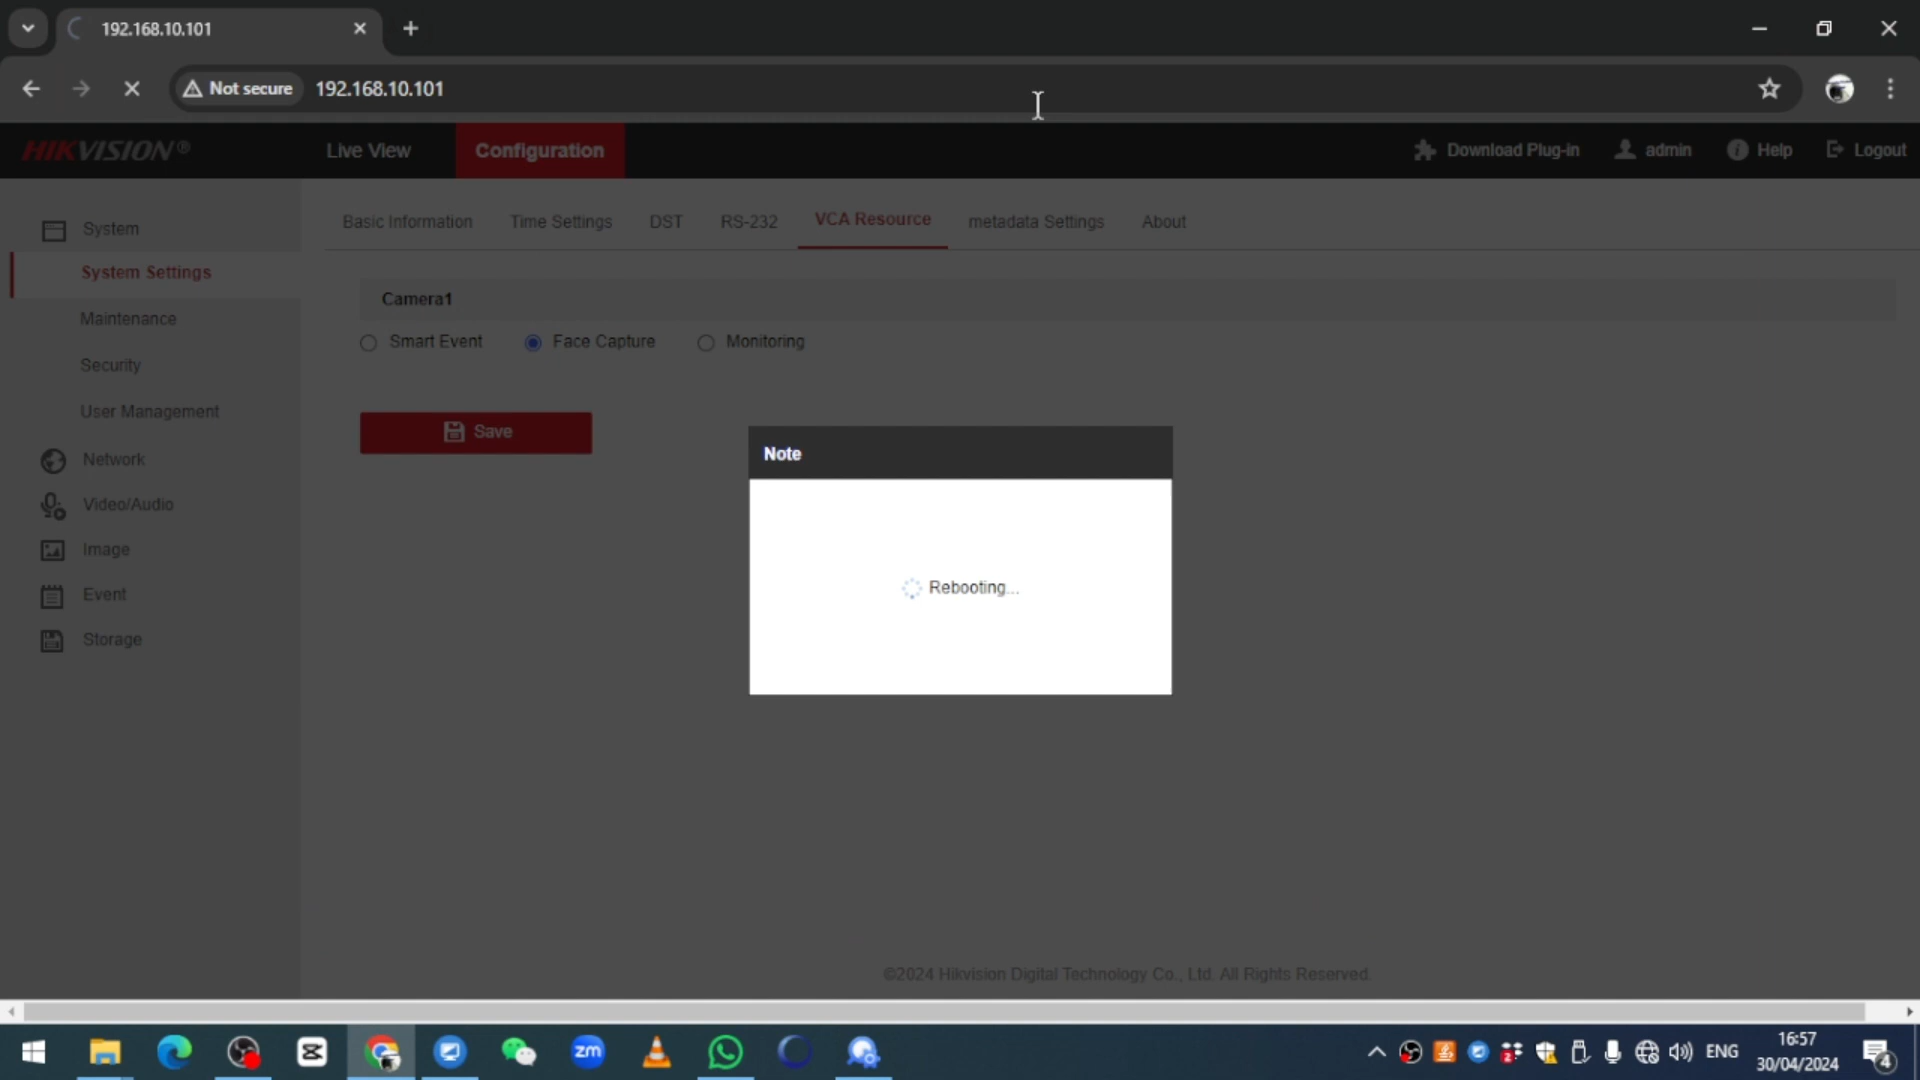 192.168.10.101
Not secure 192.168.10.101
HIKVISION® Live View Configuration Download Plug-in admin Help Logout
System
System Settings
Maintenance
Security
User Management
Network
Video/Audio
Image
Event
Storage
Basic Information Time Settings DST RS-232 VCA Resource metadata Settings About
Camera1
Smart Event Face Capture Monitoring
Save
Note
Rebooting...
©2024 Hikvision Digital Technology Co., Ltd. All Rights Reserved.
zm
2
ENG
16:57
30/04/2024
4